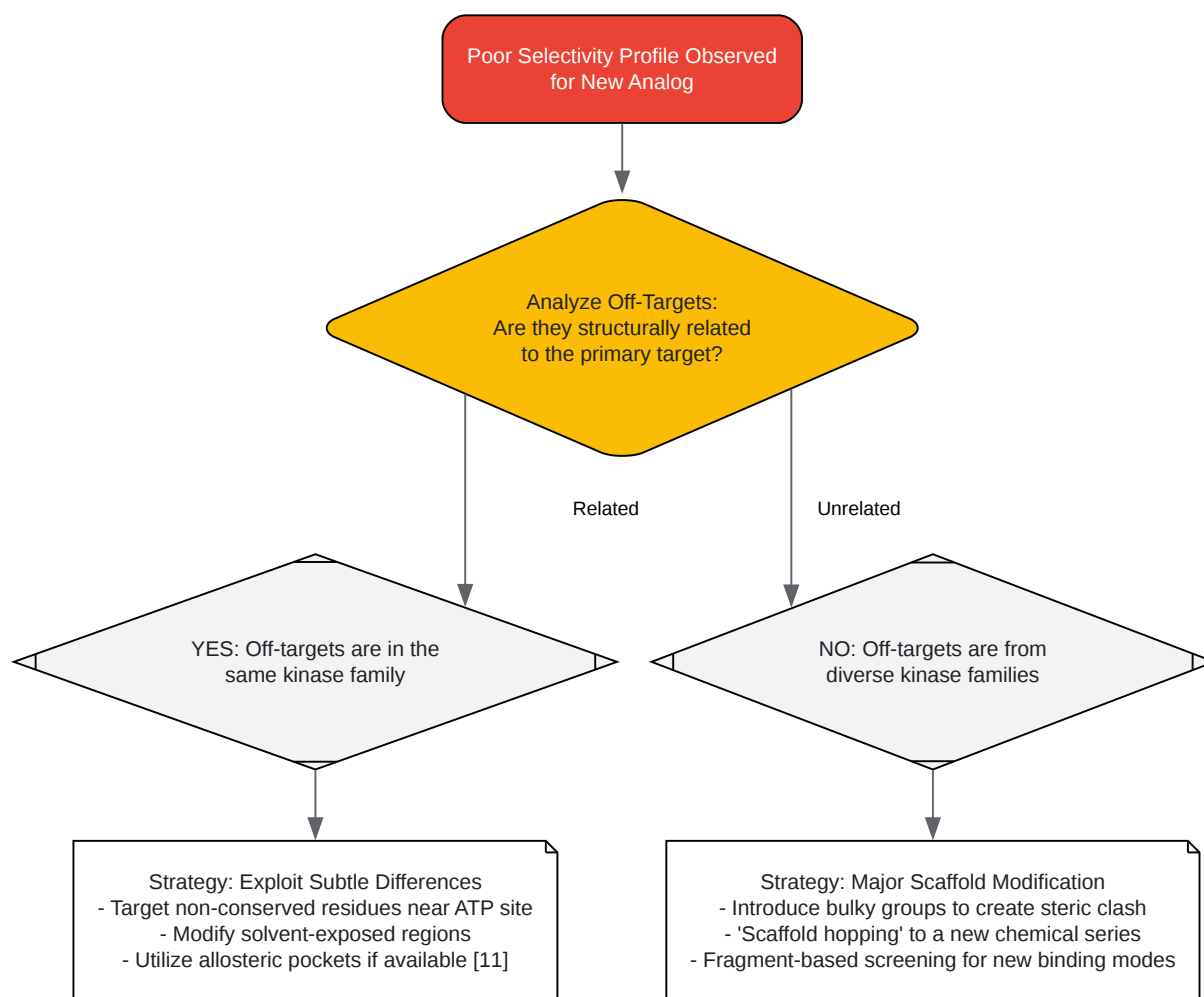 Poor Selectivity Profile Observed
for New Analog
Analyze Off-Targets:
Are they structurally related
to the primary target?
Related
Unrelated
YES: Off-targets are in the
same kinase family
NO: Off-targets are from
diverse kinase families
Strategy: Exploit Subtle Differences
- Target non-conserved residues near ATP site
- Modify solvent-exposed regions
- Utilize allosteric pockets if available [11]
Strategy: Major Scaffold Modification
- Introduce bulky groups to create steric clash
- 'Scaffold hopping' to a new chemical series
- Fragment-based screening for new binding modes